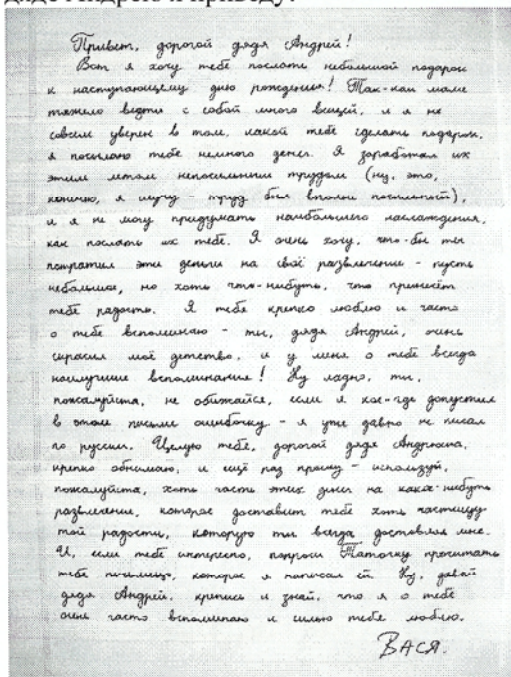 дяде Андрею и приведу:
Привет, дорогой дядя Андрей!
Вот я хочу тебе послать небольшой подарок
к наступающему дню рождения! Так-как маме
тяжело везти с собой много вещей, и я не
совсем уверен в том, какой тебе сделать подарок,
я посылаю тебе немного денег. Я заработал их
этим летом непосильным трудом (ну, это,
конечно, я шучу - труд был вполне посильный),
и я не могу придумать наибольшего наслаждения,
как послать их тебе. Я очень хочу, что-бы ты
потратил эти деньги на своё развлечение - пусть
небольшое, но хоть что-нибудь, что принесёт
тебе радость. Я тебя крепко люблю и часто
о тебе вспоминаю - ты, дядя Андрей, очень
скрасил моё детство, и у меня о тебе всегда
наилучшие вспоминания! Ну ладно, ты,
пожалуйста, не обижайся, если я кое-где допустил
в этом письме ошибочку - я уже давно не писал
по русски. Целую тебя, дорогой дядя Андрюша,
крепко обнимаю, и ещё раз прошу - используй,
пожалуйста, хоть часть этих денег на какое-нибудь
развлечение, которое доставит тебе хоть частицу
той радости, которую ты всегда доставлял мне.
И, если тебе интересно, попроси Таточку прочитать
тебе письмецо, которое я написал ей. Ну, давай
дядя Андрей, крепись и знай, что я о тебе
очень часто вспоминаю и сильно тебя люблю.
ВАСЯ.